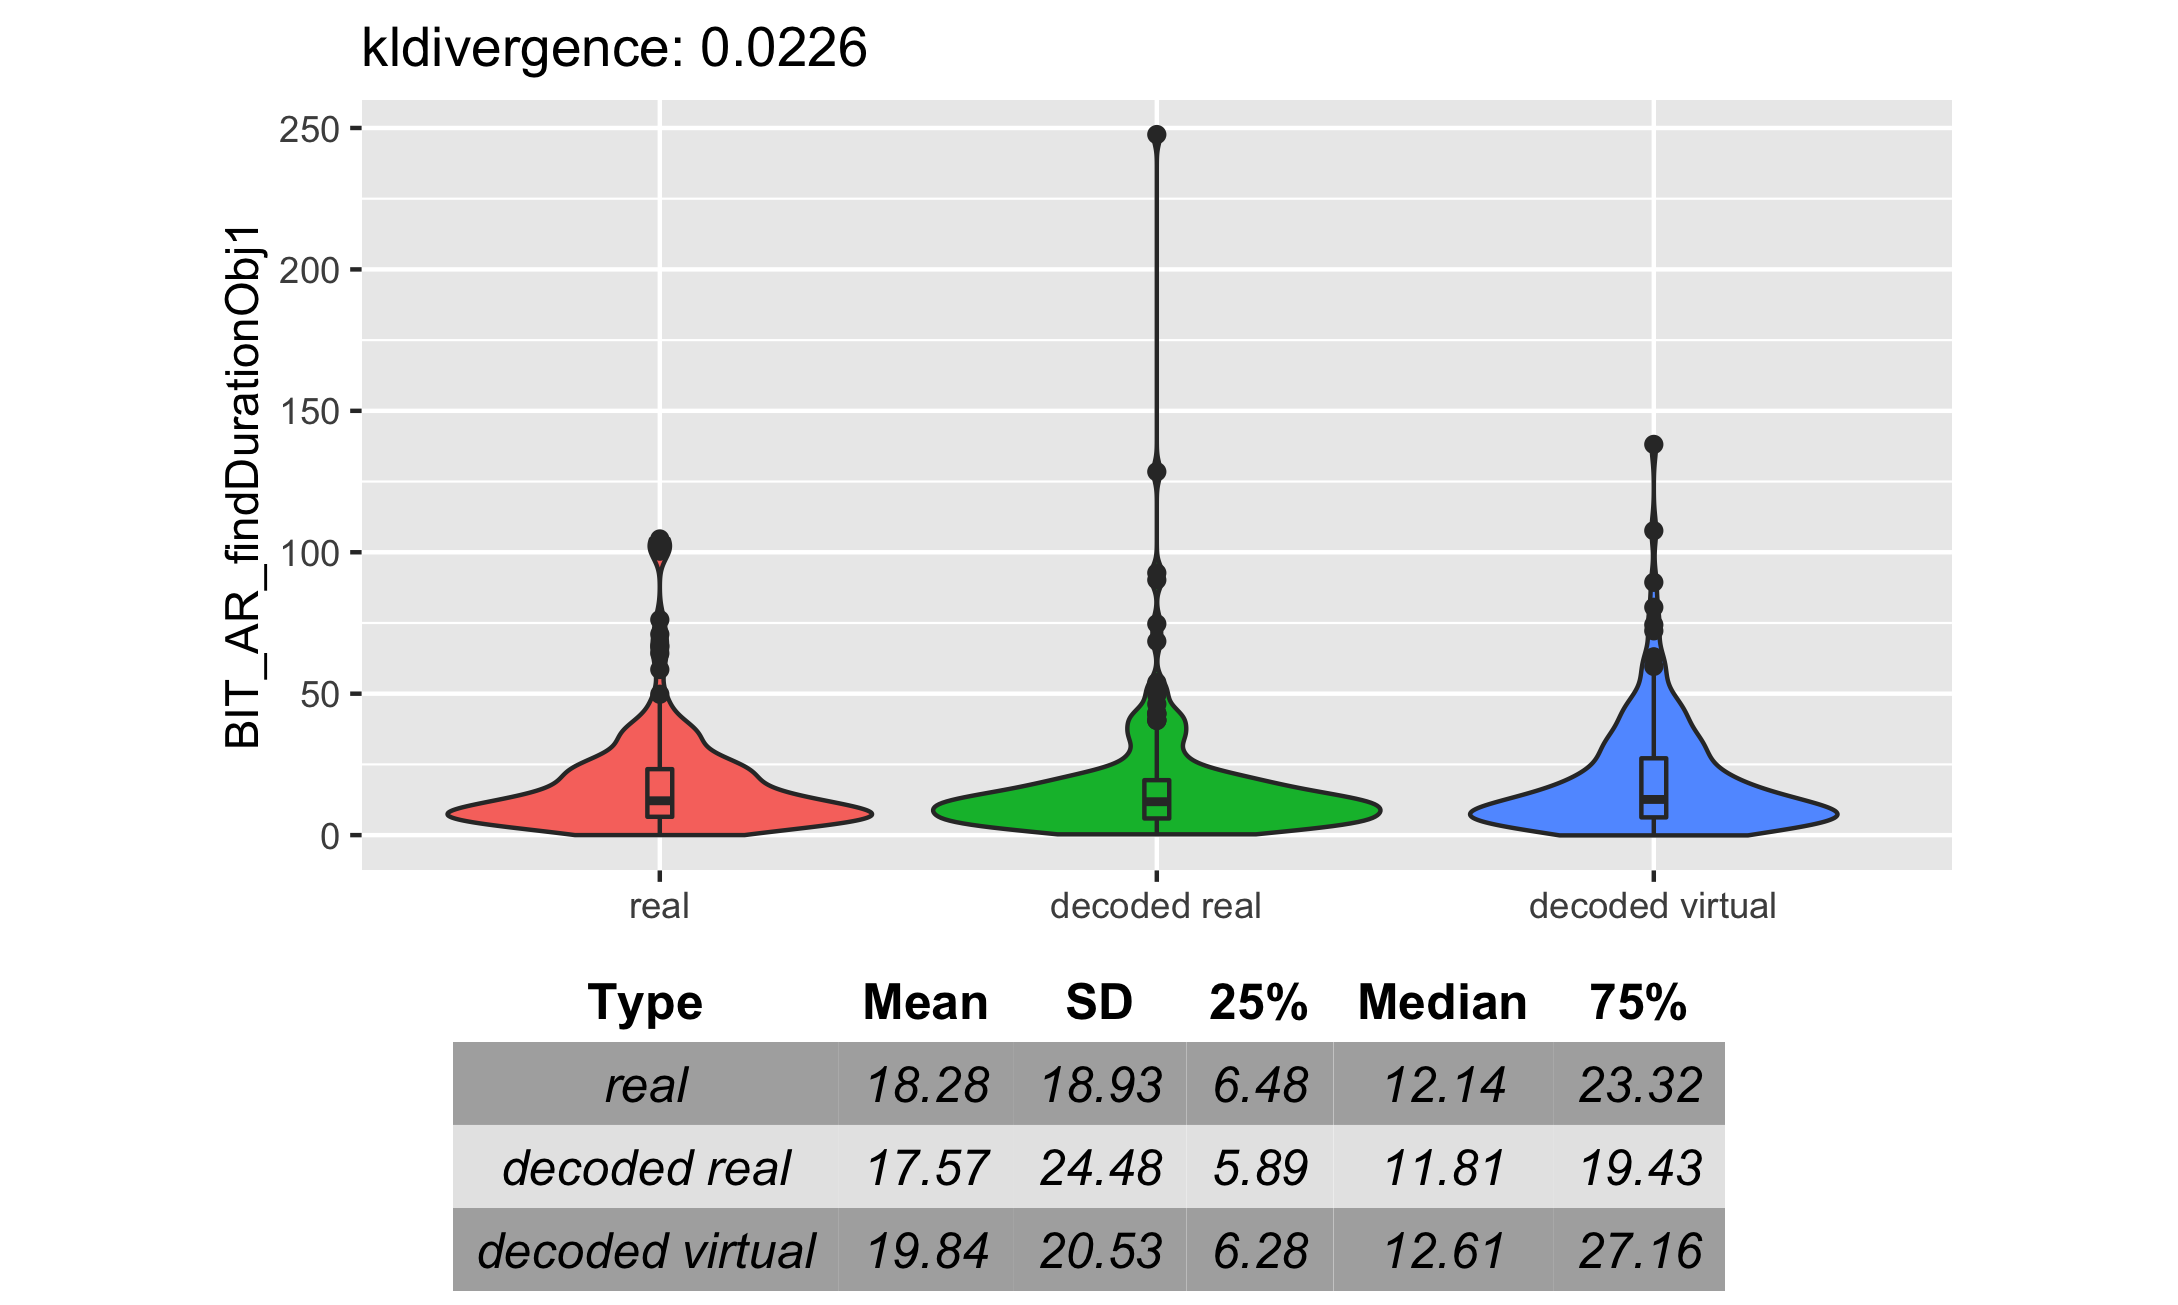 kldivergence: 0.0226
BIT_AR_findDurationObj1
250
200
150
100
50
0
real decoded real decoded virtual
Type Mean SD 25% Median 75%
real 18.28 18.93 6.48 12.14 23.32
decoded real 17.57 24.48 5.89 11.81 19.43
decoded virtual 19.84 20.53 6.28 12.61 27.16